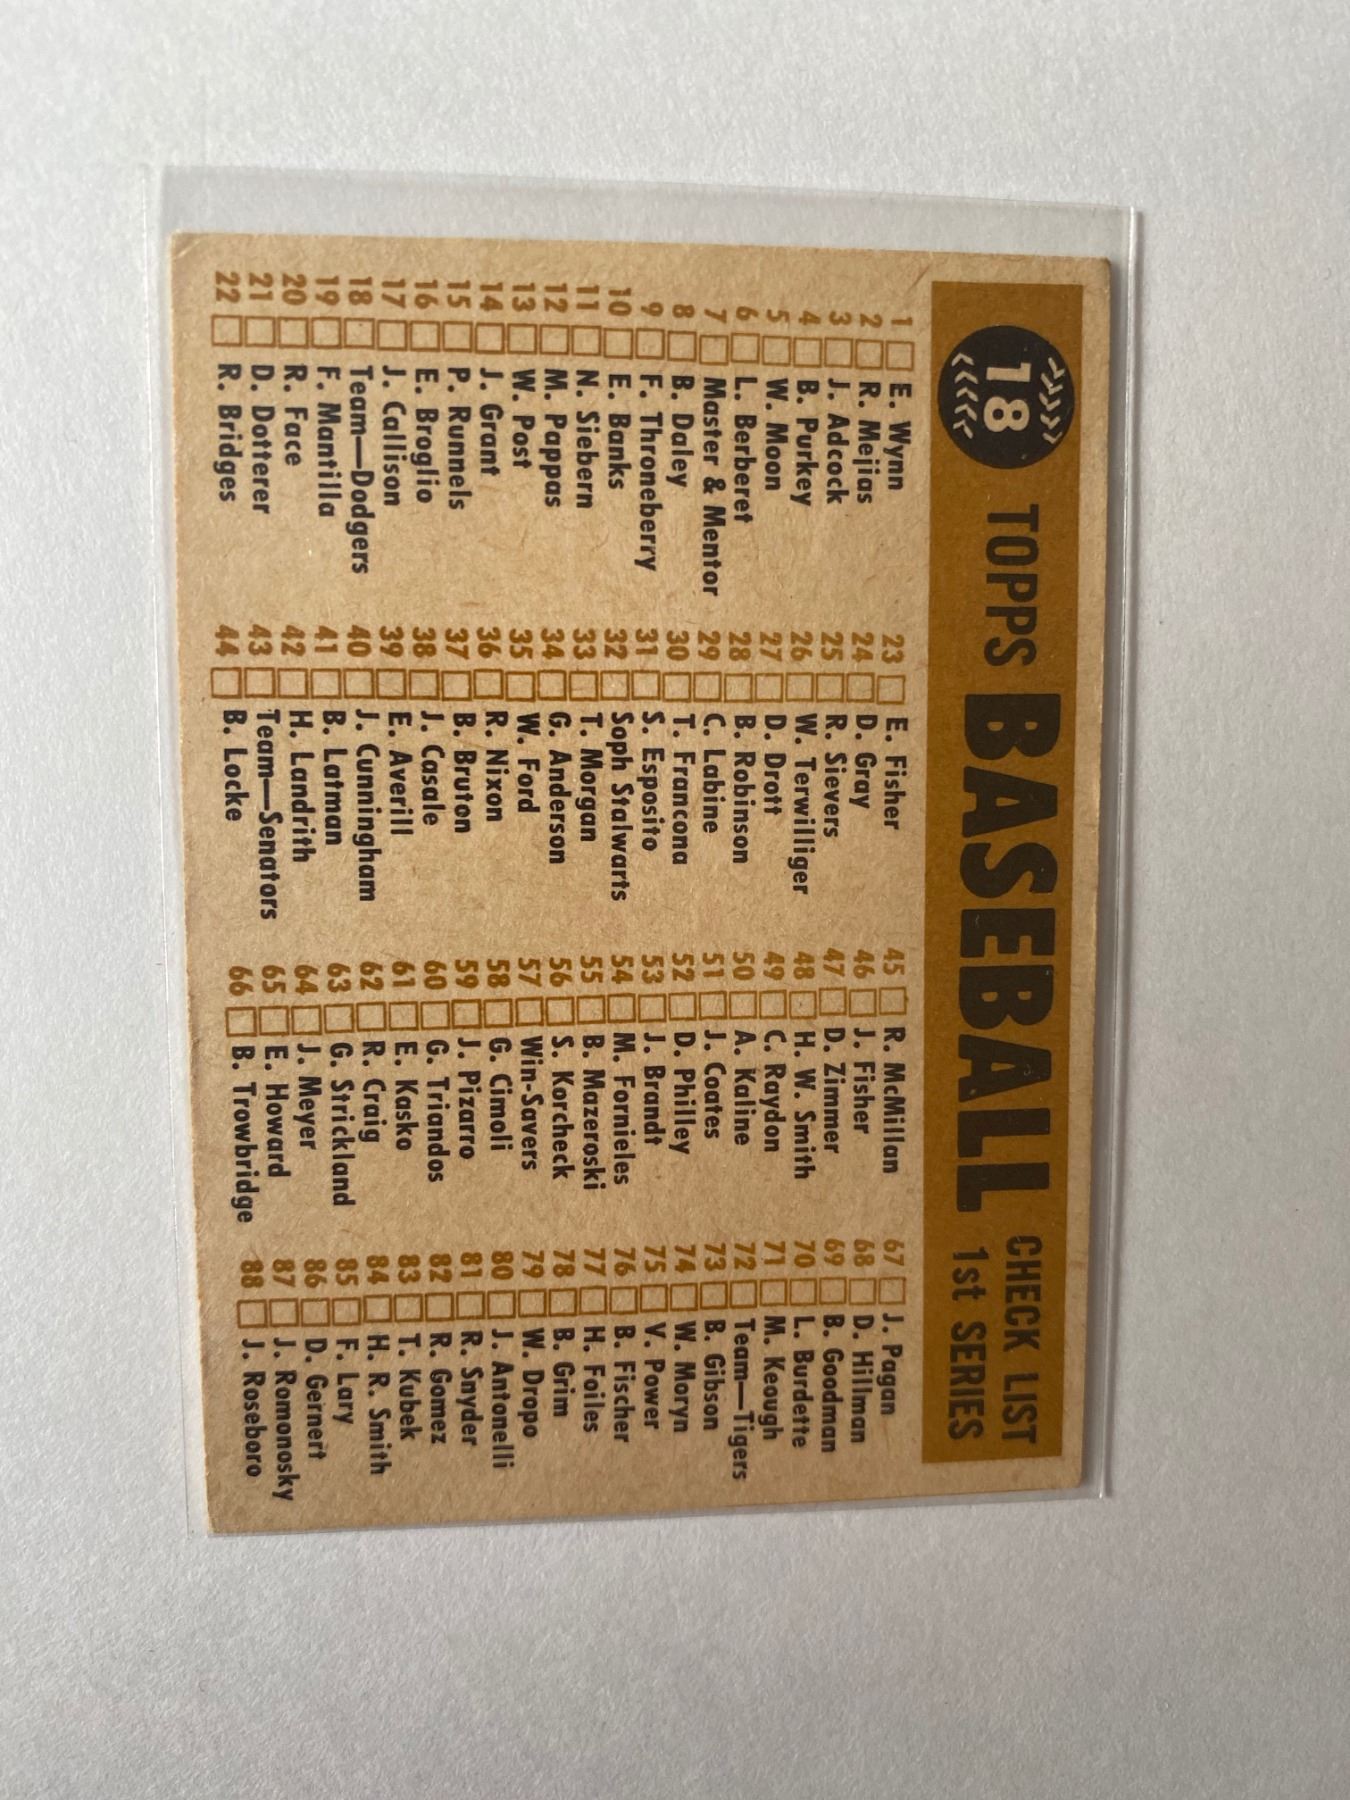 18 TOPPS BASEBALL CHECK LIST
1st SERIES
1 E. Wynn
2 R. Mejias
3 J. Adcock
4 B. Purkey
5 W. Moon
6 L. Berberet
7 Master & Mentor
8 B. Daley
9 F. Throneberry
10 E. Banks
11 N. Siebern
12 M. Pappas
13 W. Post
14 J. Grant
15 P. Runnels
16 E. Broglio
17 J. Callison
18 Team—Dodgers
19 F. Mantilla
20 R. Face
21 D. Dotterer
22 R. Bridges
23 E. Fisher
24 D. Gray
25 R. Sievers
26 W. Terwilliger
27 D. Drott
28 B. Robinson
29 C. Labine
30 T. Francona
31 S. Esposito
32 Soph Stalwarts
33 T. Morgan
34 G. Anderson
35 W. Ford
36 R. Nixon
37 B. Bruton
38 J. Casale
39 E. Averill
40 J. Cunningham
41 B. Latman
42 H. Landrith
43 Team—Senators
44 B. Locke
45 R. McMillan
46 J. Fisher
47 D. Zimmer
48 H. W. Smith
49 C. Raydon
50 A. Kaline
51 J. Coates
52 D. Philley
53 J. Brandt
54 M. Fornieles
55 B. Mazeroski
56 S. Korcheck
57 Win-Savers
58 G. Cimoli
59 J. Pizarro
60 G. Triandos
61 E. Kasko
62 R. Craig
63 G. Strickland
64 J. Meyer
65 E. Howard
66 B. Trowbridge
67 J. Pagan
68 D. Hillman
69 B. Goodman
70 L. Burdette
71 M. Keough
72 Team—Tigers
73 B. Gibson
74 W. Moryn
75 V. Power
76 B. Fischer
77 H. Foiles
78 B. Grim
79 W. Dropo
80 J. Antonelli
81 R. Snyder
82 R. Gomez
83 T. Kubek
84 H. R. Smith
85 F. Lary
86 D. Gernert
87 J. Romonosky
88 J. Roseboro